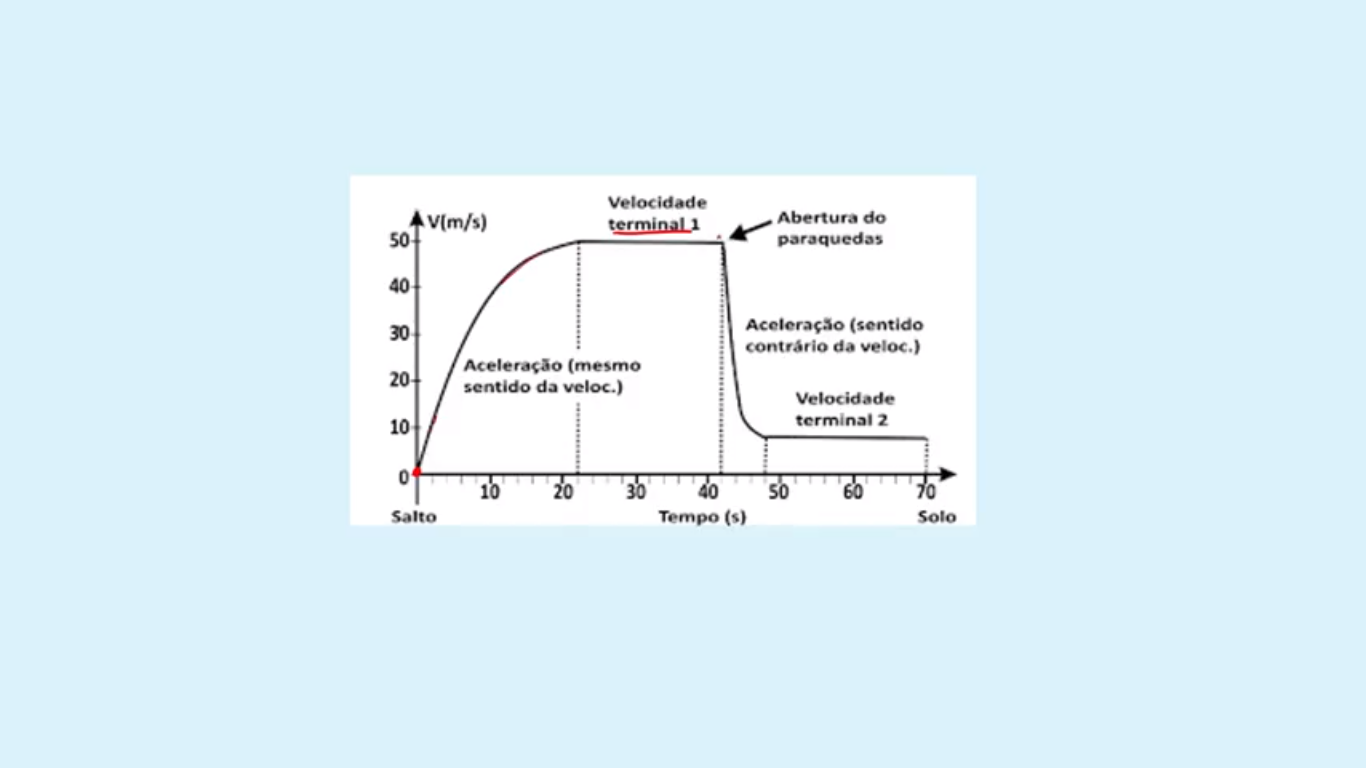 Velocidade
terminal 1
V(m/s)
Abertura do
paraquedas
50
40
30
20
10
0
Aceleração (mesmo
sentido da veloc.)
Aceleração (sentido
contrário da veloc.)
Velocidade
terminal 2
10 20 30 40 50 60 70
Salto Tempo (s) Solo